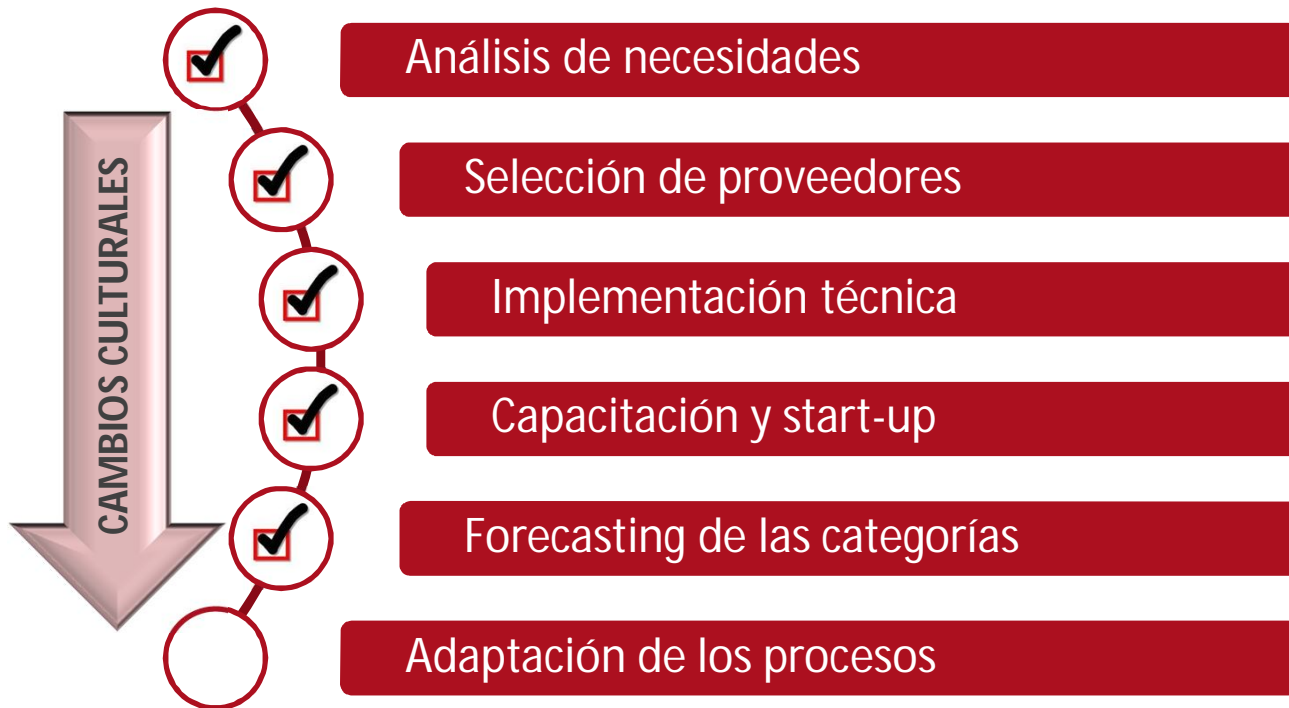 Análisis de necesidades
Selección de proveedores
Implementación técnica
Capacitación y start-up
Forecasting de las categorías
Adaptación de los procesos
CAMBIOS CULTURALES